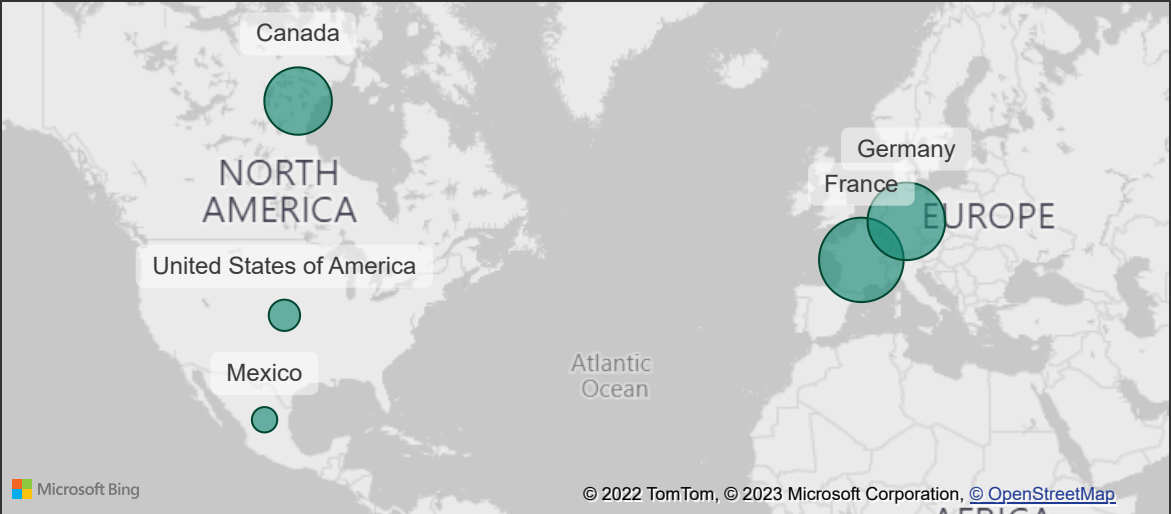 Canada
Germany
NORTH
AMERICA
France
EUROPE
United States of America
Atlantic
Ocean
Mexico
Microsoft Bing
© 2022 TomTom, © 2023 Microsoft Corporation, © OpenStreetMap
AFRICA